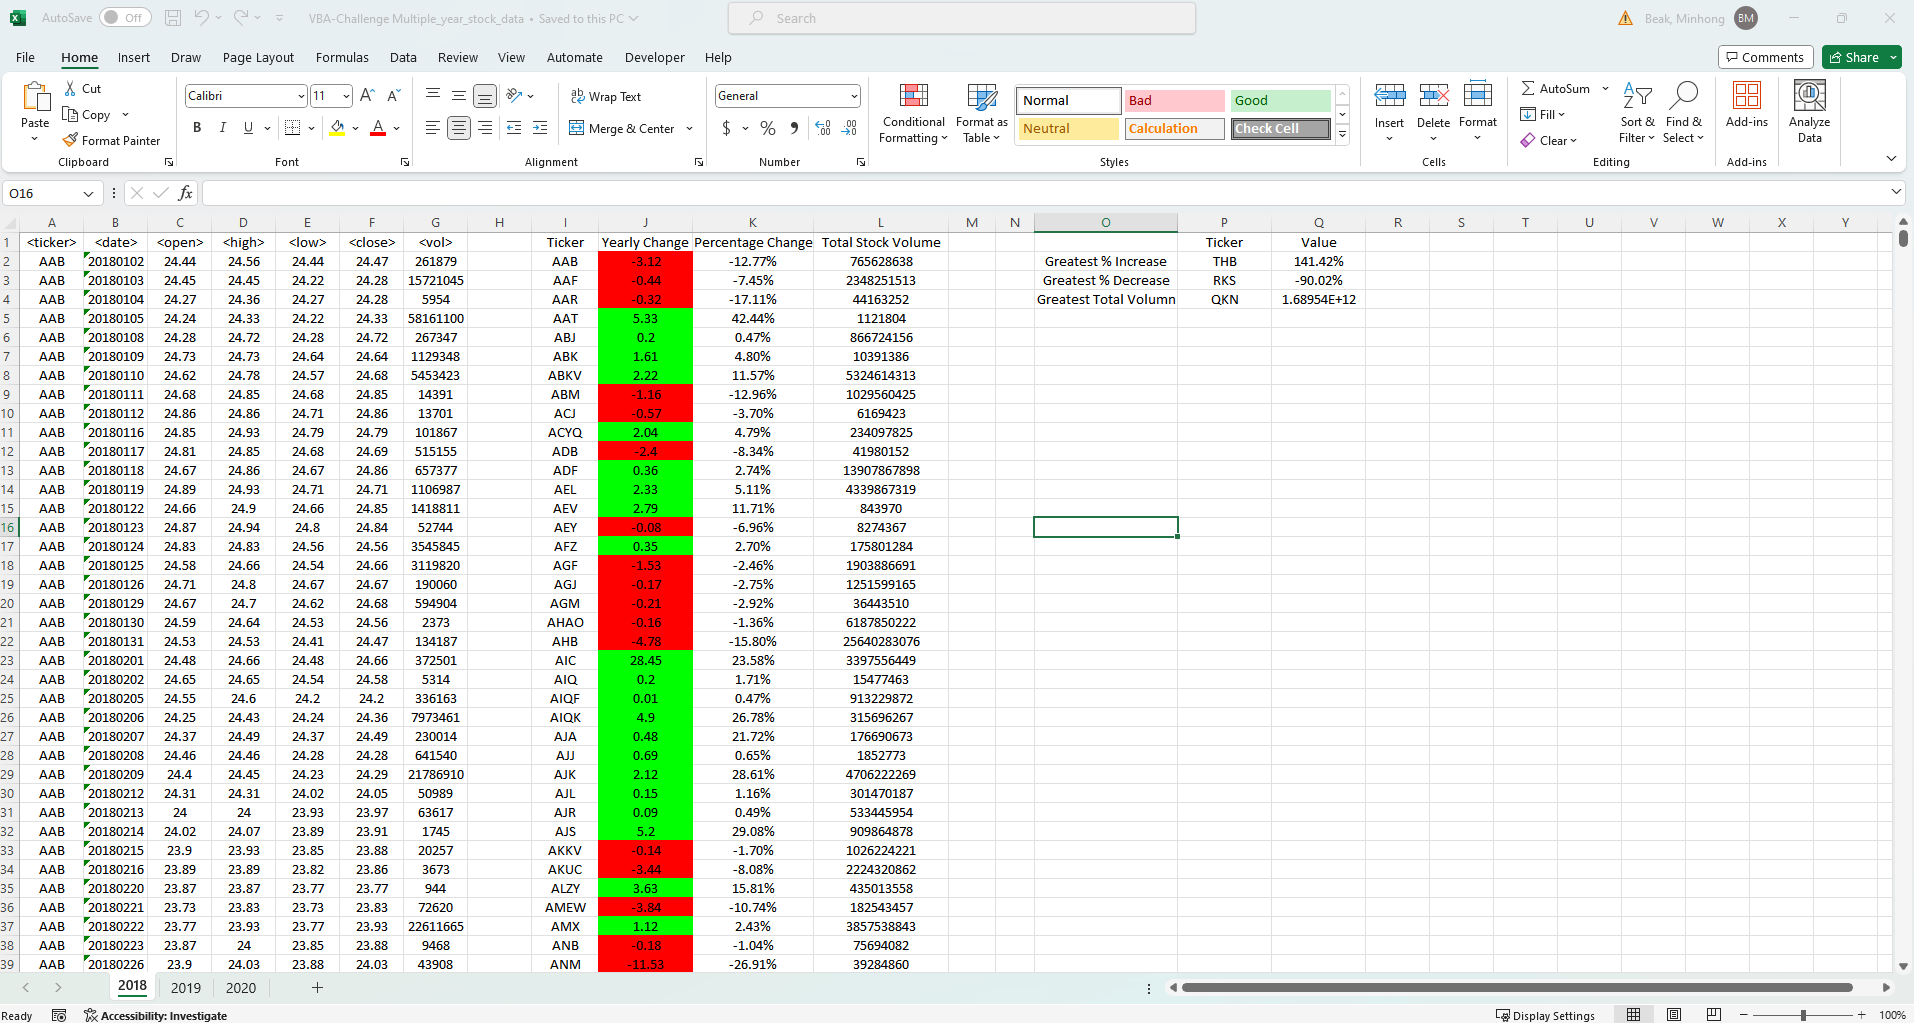 AutoSave Off VBA-Challenge Multiple_year_stock_data • Saved to this PC Search Beak, Minhong BM
File Home Insert Draw Page Layout Formulas Data Review View Automate Developer Help Comments Share
Paste Cut Copy Format Painter Clipboard
Calibri 11 B I U Font
Wrap Text Merge & Center Alignment
General $ % Number
Conditional Formatting Format as Table Normal Bad Good Neutral Calculation Check Cell Styles
Insert Delete Format Cells
AutoSum Fill Clear Sort & Filter Find & Select Editing
Add-ins Add-ins
Analyze Data
O16 fx
A B C D E F G H I J K L M N O P Q R S T U V W X Y
1 <ticker> <date> <open> <high> <low> <close> <vol> Ticker Yearly Change Percentage Change Total Stock Volume Ticker Value
2 AAB 20180102 24.44 24.56 24.44 24.47 261879 AAB -3.12 -12.77% 765628638 Greatest % Increase THB 141.42%
3 AAB 20180103 24.45 24.45 24.22 24.28 15721045 AAF -0.44 -7.45% 2348251513 Greatest % Decrease RKS -90.02%
4 AAB 20180104 24.27 24.36 24.27 24.28 5954 AAR -0.32 -17.11% 44163252 Greatest Total Volumn QKN 1.68954E+12
5 AAB 20180105 24.24 24.33 24.22 24.33 58161100 AAT 5.33 42.44% 1121804
6 AAB 20180108 24.28 24.72 24.28 24.72 267347 ABJ 0.2 0.47% 866724156
7 AAB 20180109 24.73 24.73 24.64 24.64 1129348 ABK 1.61 4.80% 10391386
8 AAB 20180110 24.62 24.78 24.57 24.68 5453423 ABKV 2.22 11.57% 5324614313
9 AAB 20180111 24.68 24.85 24.68 24.85 14391 ABM -1.16 -12.96% 1029560425
10 AAB 20180112 24.86 24.86 24.71 24.86 13701 ACJ -0.57 -3.70% 6169423
11 AAB 20180116 24.85 24.93 24.79 24.79 101867 ACYQ 2.04 4.79% 234097825
12 AAB 20180117 24.81 24.85 24.68 24.69 515155 ADB -2.4 -8.34% 41980152
13 AAB 20180118 24.67 24.86 24.67 24.86 657377 ADF 0.36 2.74% 13907867898
14 AAB 20180119 24.89 24.93 24.71 24.71 1106987 AEL 2.33 5.11% 4339867319
15 AAB 20180122 24.66 24.9 24.66 24.85 1418811 AEV 2.79 11.71% 843970
16 AAB 20180123 24.87 24.94 24.8 24.84 52744 AEY -0.08 -6.96% 8274367
17 AAB 20180124 24.83 24.83 24.56 24.56 3545845 AFZ 0.35 2.70% 175801284
18 AAB 20180125 24.58 24.66 24.54 24.66 3119820 AGF -1.53 -2.46% 1903886691
19 AAB 20180126 24.71 24.8 24.67 24.67 190060 AGJ -0.17 -2.75% 1251599165
20 AAB 20180129 24.67 24.7 24.62 24.68 594904 AGM -0.21 -2.92% 36443510
21 AAB 20180130 24.59 24.64 24.53 24.56 2373 AHAO -0.16 -1.36% 6187850222
22 AAB 20180131 24.53 24.53 24.41 24.47 134187 AHB -4.78 -15.80% 25640283076
23 AAB 20180201 24.48 24.66 24.48 24.66 372501 AIC 28.45 23.58% 3397556449
24 AAB 20180202 24.65 24.65 24.54 24.58 5314 AIQ 0.2 1.71% 15477463
25 AAB 20180205 24.55 24.6 24.2 24.2 336163 AIQF 0.01 0.47% 913229872
26 AAB 20180206 24.25 24.43 24.24 24.36 7973461 AIQK 4.9 26.78% 315696267
27 AAB 20180207 24.37 24.49 24.37 24.49 230014 AJA 0.48 21.72% 176690673
28 AAB 20180208 24.46 24.46 24.28 24.28 641540 AJJ 0.69 0.65% 1852773
29 AAB 20180209 24.4 24.45 24.23 24.29 21786910 AJK 2.12 28.61% 4706222269
30 AAB 20180212 24.31 24.31 24.02 24.05 50989 AJL 0.15 1.16% 301470187
31 AAB 20180213 24 24 23.93 23.97 63617 AJR 0.09 0.49% 533445954
32 AAB 20180214 24.02 24.07 23.89 23.91 1745 AJS 5.2 29.08% 909864878
33 AAB 20180215 23.9 23.93 23.85 23.88 20257 AKKV -0.14 -1.70% 1026224221
34 AAB 20180216 23.89 23.89 23.82 23.86 3673 AKUC -3.44 -8.08% 2224320862
35 AAB 20180220 23.87 23.87 23.77 23.77 944 ALZY 3.63 15.81% 435013558
36 AAB 20180221 23.73 23.83 23.73 23.83 72620 AMEW -3.84 -10.74% 182543457
37 AAB 20180222 23.77 23.93 23.77 23.93 22611665 AMX 1.12 2.43% 3857538843
38 AAB 20180223 23.87 24 23.85 23.88 9468 ANB -0.18 -1.04% 75694082
39 AAB 20180226 23.9 24.03 23.88 24.03 43908 ANM -11.53 -26.91% 39284860
2018 2019 2020
Ready Accessibility: Investigate Display Settings 100%